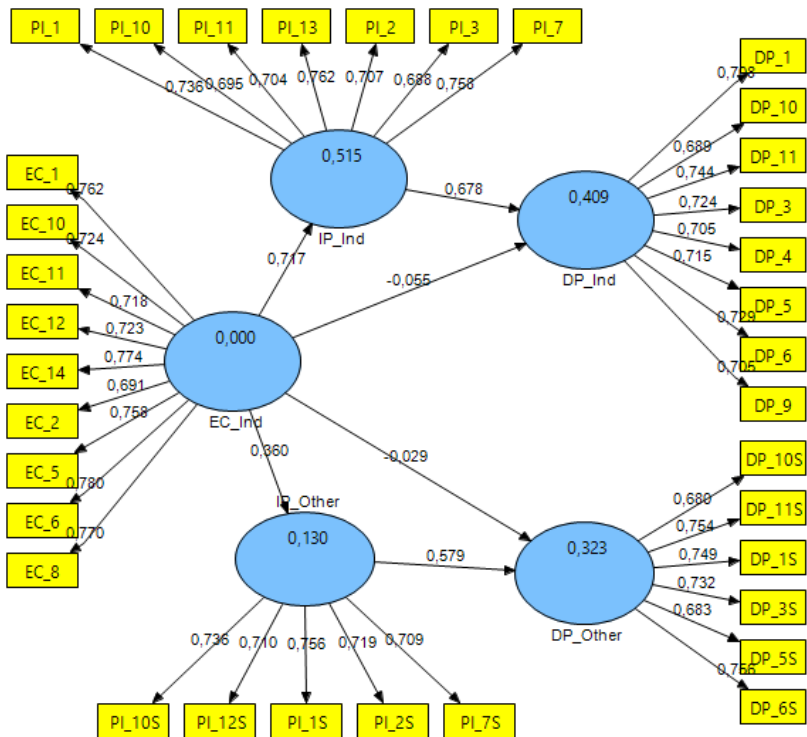 PI_1 PI_10 PI_11 PI_13 PI_2 PI_3 PI_7
0,736 0,695 0,704 0,762 0,707 0,688 0,758
0,515
IP_Ind
DP_1
DP_10
DP_11
DP_3
DP_4
DP_5
DP_6
DP_9
0,798
0,689
0,744
0,724
0,705
0,715
0,729
0,705
0,409
DP_Ind
0,678
-0,055
0,717
EC_1
EC_10
EC_11
EC_12
EC_14
EC_2
EC_5
EC_6
EC_8
0,762
0,724
0,718
0,723
0,774
0,691
0,758
0,780
0,770
0,000
EC_Ind
0,360
-0,029
IP_Other
0,130
0,579
0,323
DP_Other
DP_10S
DP_11S
DP_1S
DP_3S
DP_5S
DP_6S
0,680
0,754
0,749
0,732
0,683
0,736 0,710 0,756 0,719 0,709
PI_10S PI_12S PI_1S PI_2S PI_7S